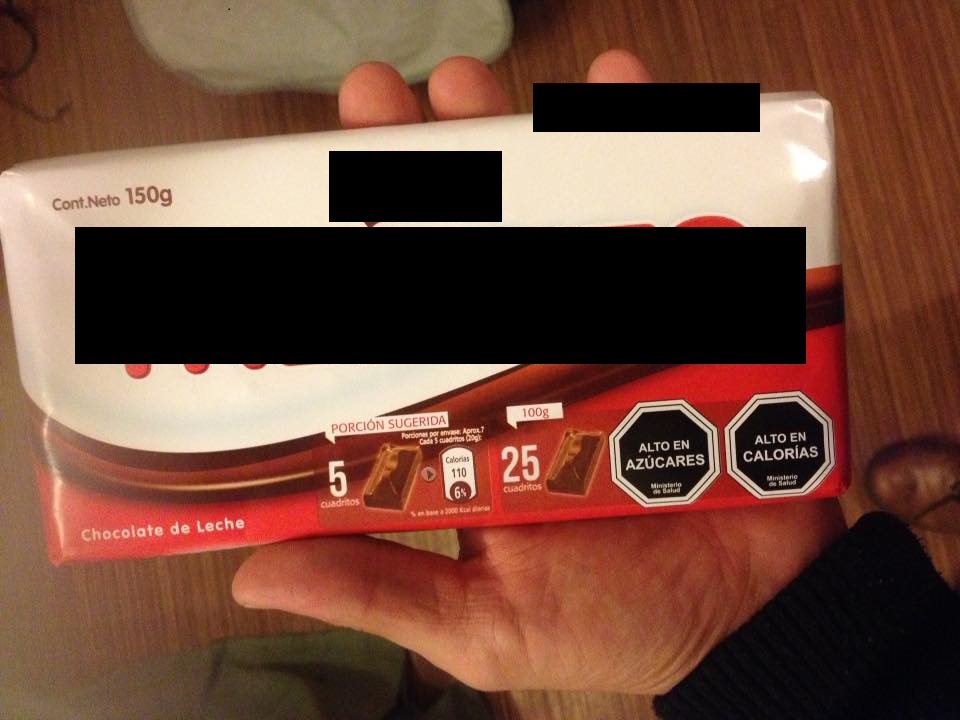 Cont.Neto 150g
PORCIÓN SUGERIDA
Porciones por envase: Aprox.7
Cada 5 cuadritos (20g):
5
cuadritos
Calorías
110
6%
% en base a 2000 Kcal diarias
100g
25
cuadritos
ALTO EN
AZÚCARES
Ministerio
de Salud
ALTO EN
CALORÍAS
Ministerio
de Salud
Chocolate de Leche